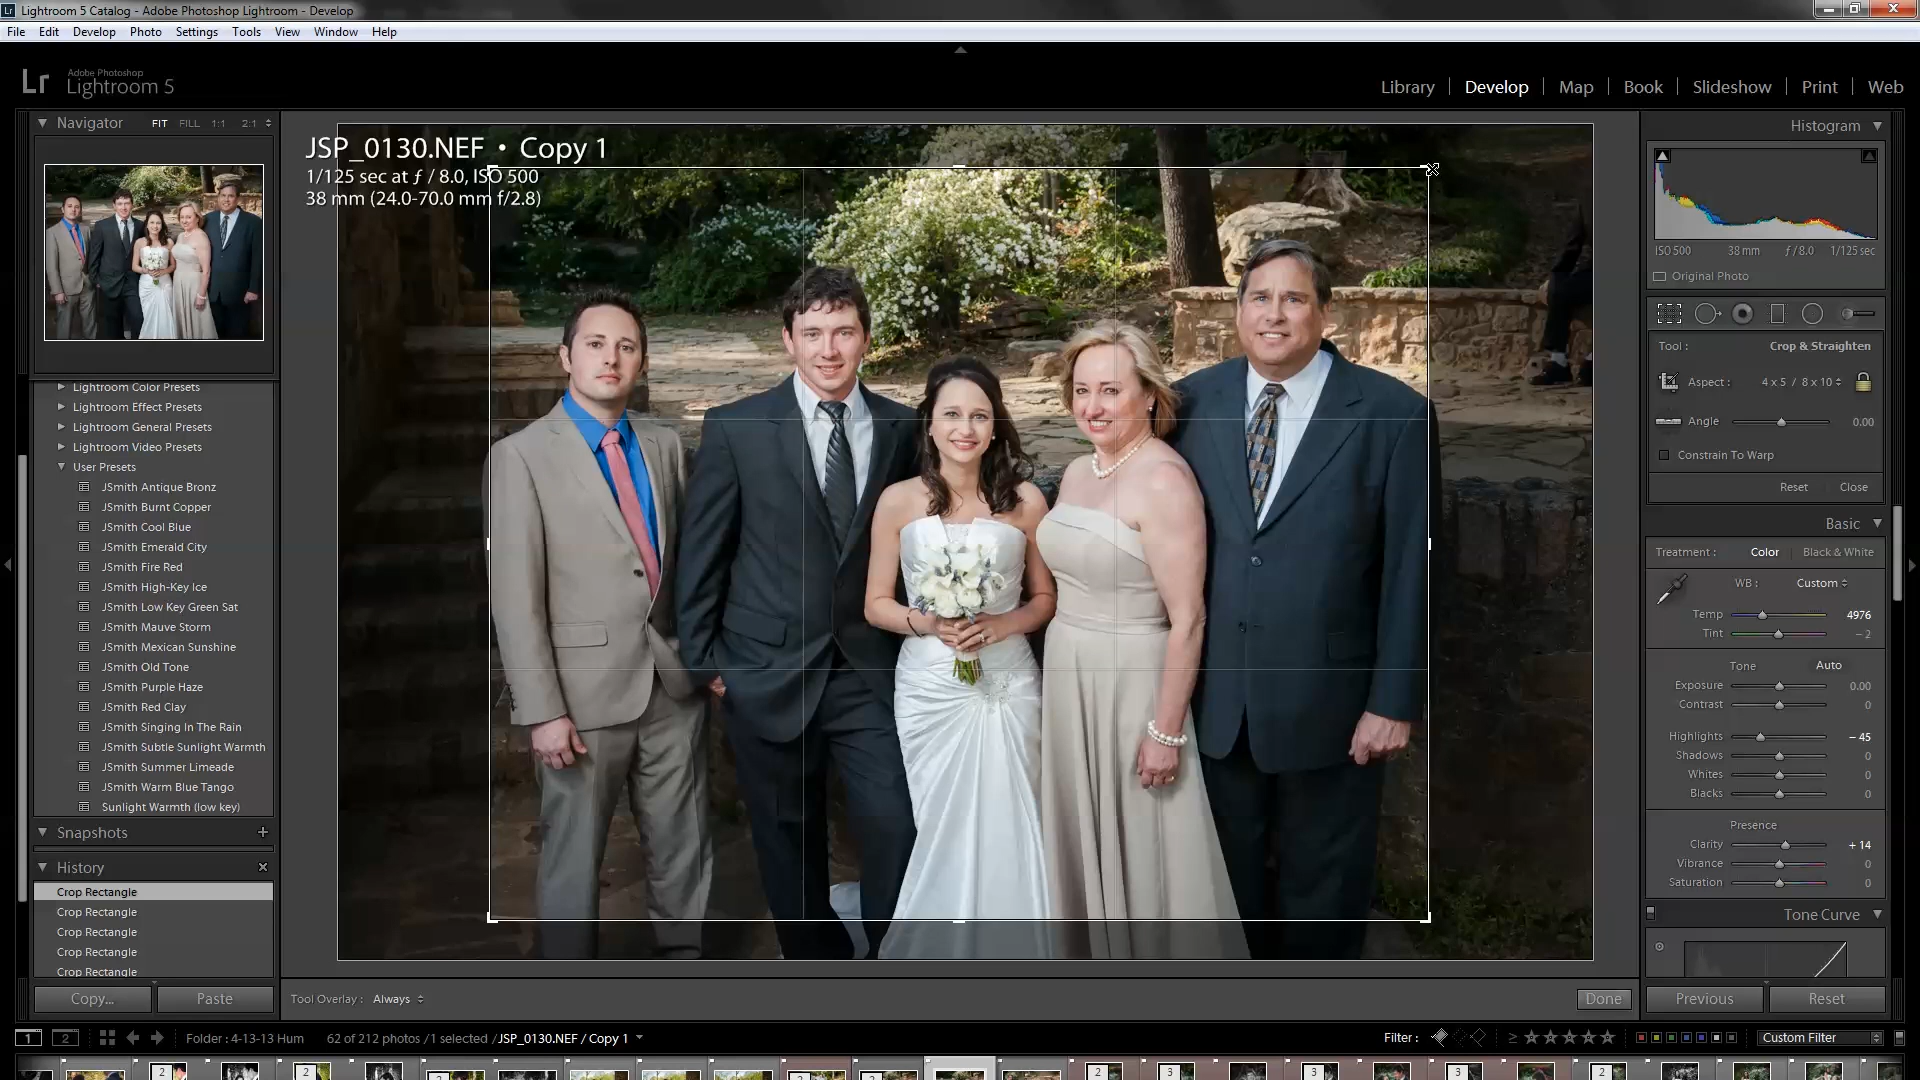 Lightroom 5 Catalog - Adobe Photoshop Lightroom - Develop
File Edit Develop Photo Settings Tools View Window Help
Lr Adobe Photoshop
Lightroom 5
Library Develop Map Book Slideshow Print Web
Navigator FIT FILL 1:1 2:1
Lightroom Color Presets
Lightroom Effect Presets
Lightroom General Presets
Lightroom Video Presets
User Presets
JSmith Antique Bronz
JSmith Burnt Copper
JSmith Cool Blue
JSmith Emerald City
JSmith Fire Red
JSmith High-Key Ice
JSmith Low Key Green Sat
JSmith Mauve Storm
JSmith Mexican Sunshine
JSmith Old Tone
JSmith Purple Haze
JSmith Red Clay
JSmith Singing In The Rain
JSmith Subtle Sunlight Warmth
JSmith Summer Limeade
JSmith Warm Blue Tango
Sunlight Warmth (low key)
Snapshots +
History
Crop Rectangle
Crop Rectangle
Crop Rectangle
Crop Rectangle
Crop Rectangle
Copy... Paste
JSP_0130.NEF • Copy 1
1/125 sec at ƒ / 8.0, ISO 500
38 mm (24.0-70.0 mm f/2.8)
Tool Overlay : Always
Done
Histogram
ISO 500 38 mm ƒ / 8.0 1/125 sec
Original Photo
Tool : Crop & Straighten
Aspect : 4 x 5 / 8 x 10
Angle 0.00
Constrain To Warp
Reset Close
Basic
Treatment : Color Black & White
WB : Custom
Temp 4976
Tint – 2
Tone Auto
Exposure 0.00
Contrast 0
Highlights – 45
Shadows 0
Whites 0
Blacks 0
Presence
Clarity + 14
Vibrance 0
Saturation 0
Tone Curve
Previous Reset
1 2 Folder : 4-13-13 Hum 62 of 212 photos / 1 selected / JSP_0130.NEF / Copy 1 Filter : ≥ Custom Filter
2 2 2 2 2 3 3 3 2